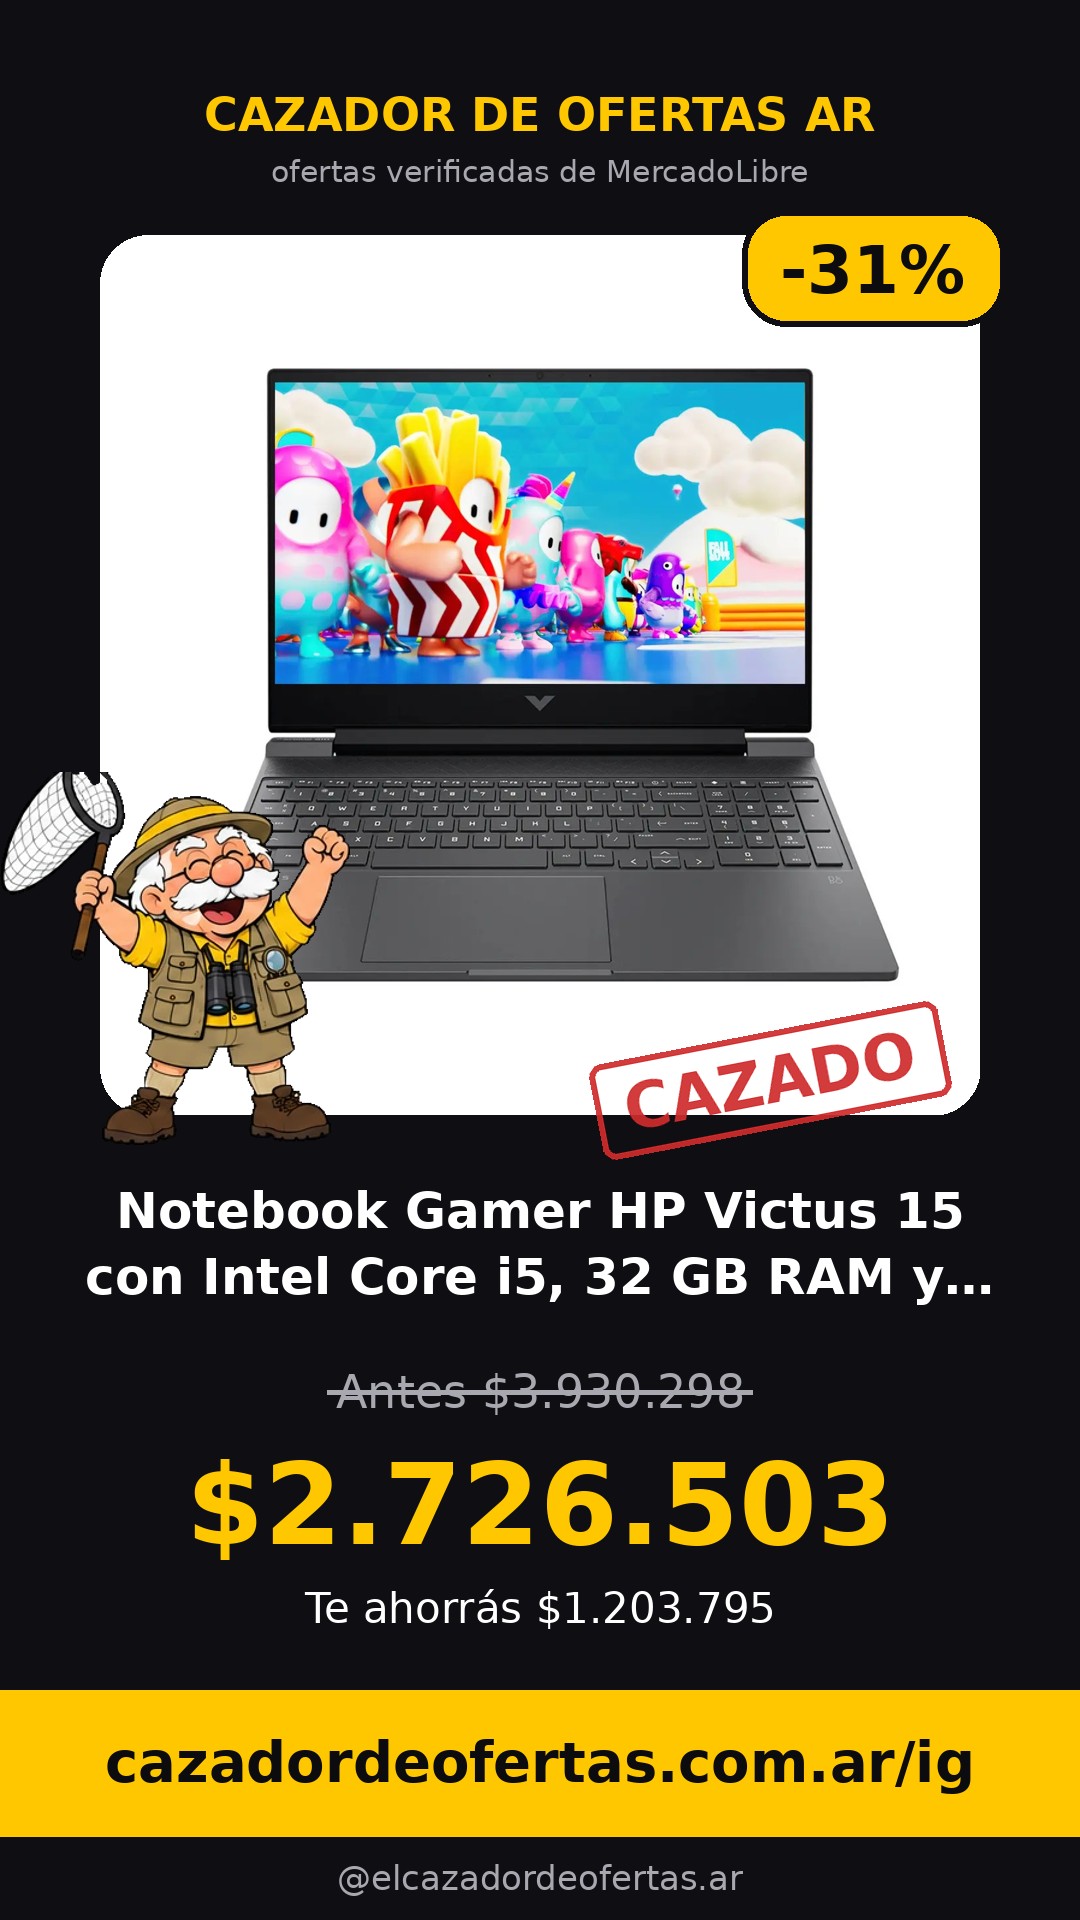 CAZADOR DE OFERTAS AR
ofertas verificadas de MercadoLibre
-31%
FALL GUYS
CAZADO
Notebook Gamer HP Victus 15
con Intel Core i5, 32 GB RAM y…
Antes $3.930.298
$2.726.503
Te ahorrás $1.203.795
cazadordeofertas.com.ar/ig
@elcazadordeofertas.ar